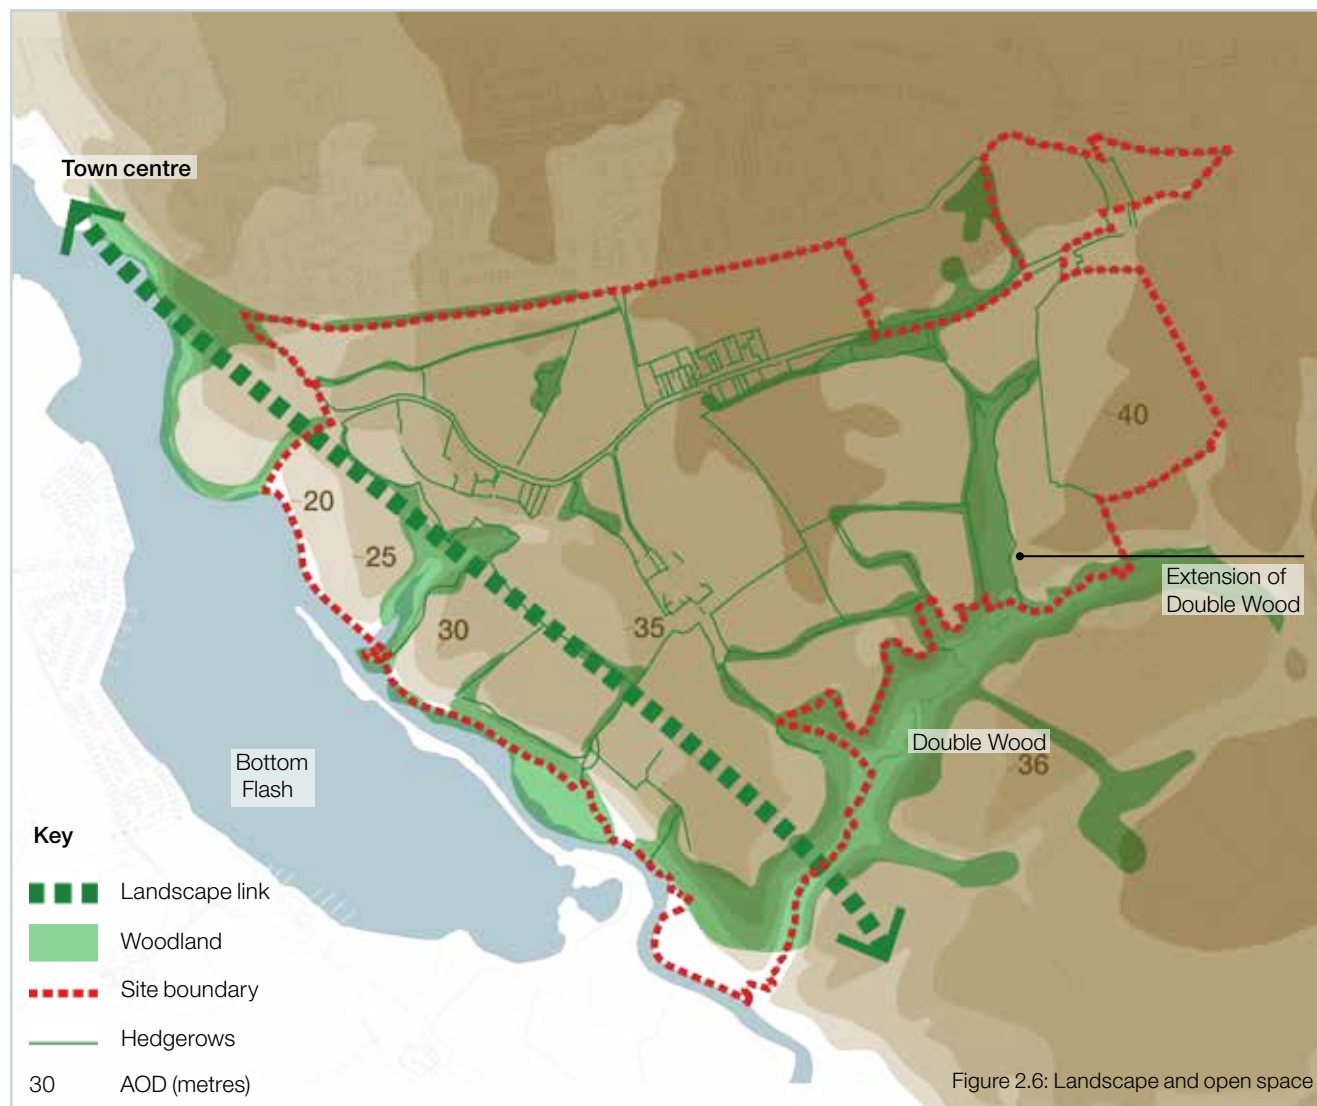 Town centre
40
20
25
30
35
Extension of
Double Wood
Double Wood
36
Bottom
Flash
Key
Landscape link
Woodland
Site boundary
Hedgerows
30 AOD (metres)
Figure 2.6: Landscape and open space